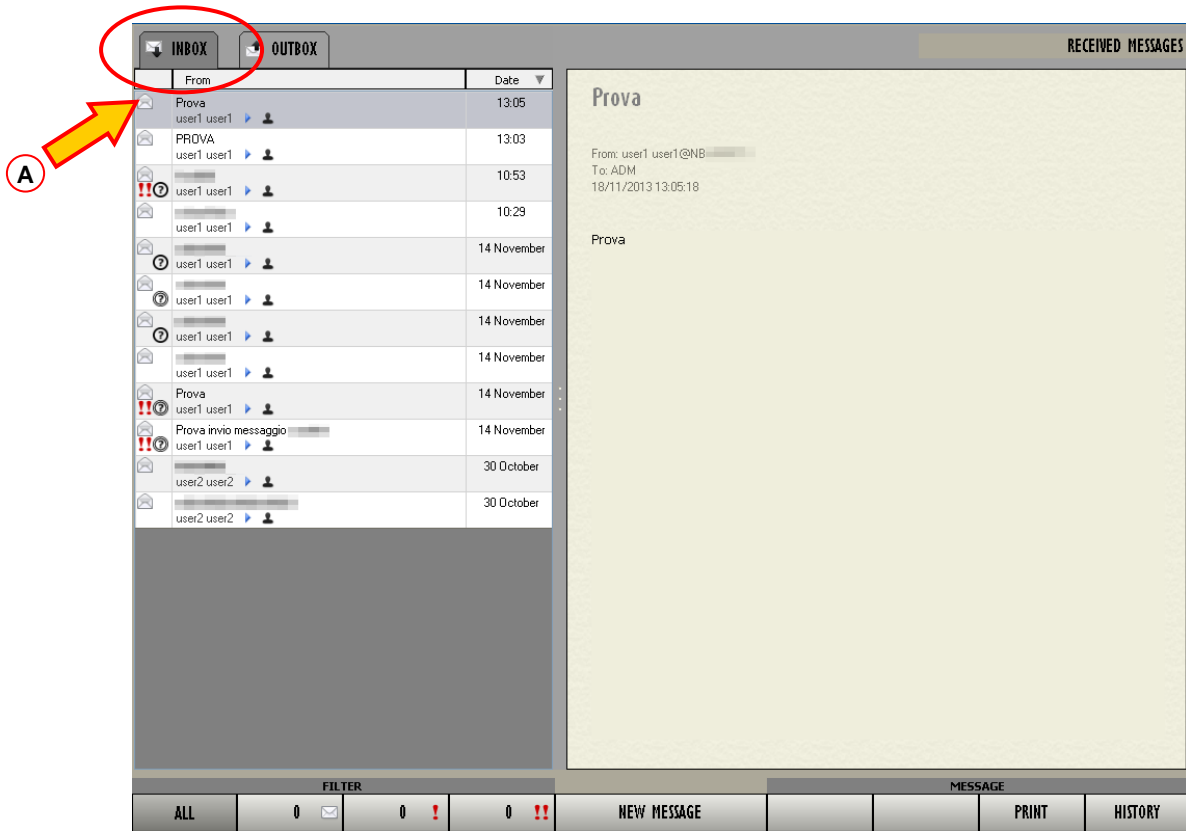 INBOX
OUTBOX
RECEIVED MESSAGES
From
Date
A
Prova
13:05
user1 user1
PROVA
13:03
user1 user1
10:53
user1 user1
10:29
user1 user1
14 November
user1 user1
14 November
user1 user1
14 November
user1 user1
14 November
user1 user1
Prova
14 November
user1 user1
Prova invio messaggio
14 November
user1 user1
30 October
user2 user2
30 October
user2 user2
Prova
From: user1 user1@NB
To: ADM
18/11/2013 13:05:18
Prova
FILTER
MESSAGE
ALL
0
0 !
0 !!
NEW MESSAGE
PRINT
HISTORY